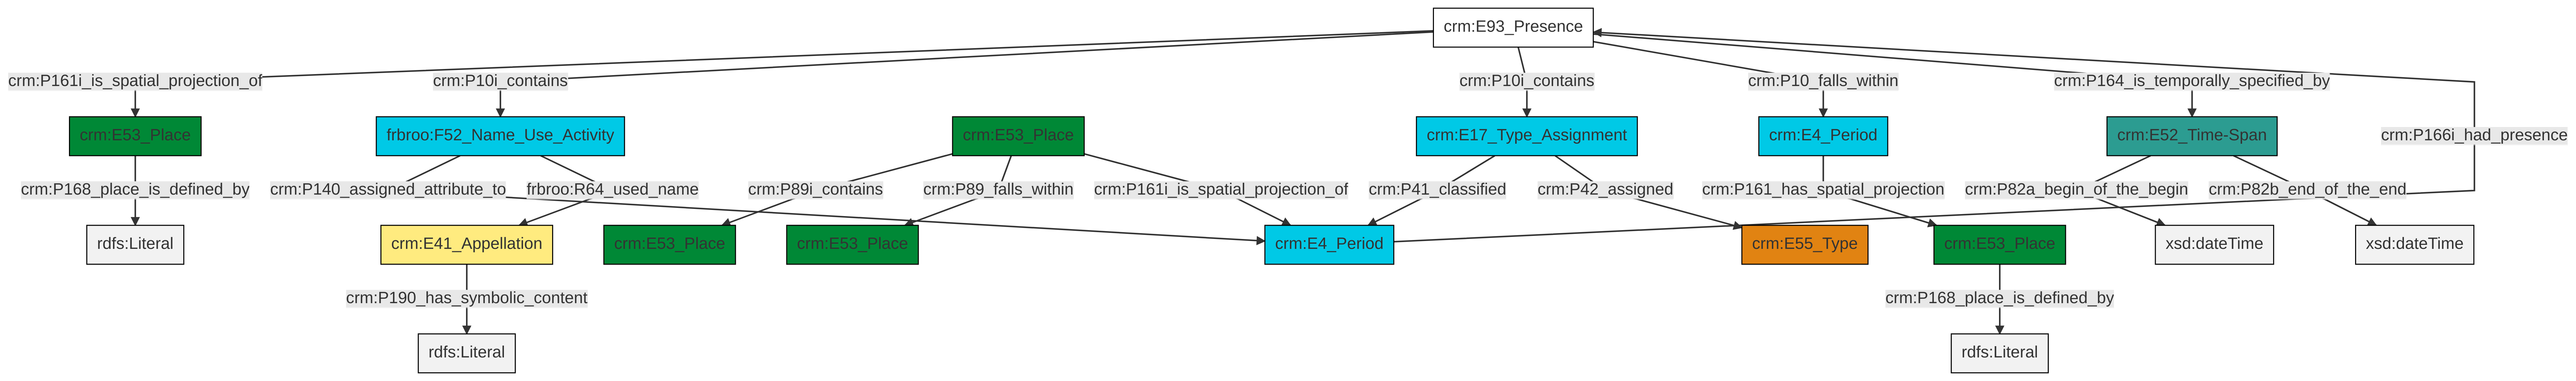 crm:E93_Presence
crm:P161i_is_spatial_projection_of
crm:P10i_contains
crm:P10i_contains
crm:P10_falls_within
crm:P164_is_temporally_specified_by
crm:E53_Place
frbroo:F52_Name_Use_Activity
crm:E53_Place
crm:E17_Type_Assignment
crm:E4_Period
crm:E52_Time-Span
crm:P166i_had_presence
crm:P168_place_is_defined_by
crm:P140_assigned_attribute_to
frbroo:R64_used_name
crm:P89i_contains
crm:P89_falls_within
crm:P161i_is_spatial_projection_of
crm:P41_classified
crm:P42_assigned
crm:P161_has_spatial_projection
crm:P82a_begin_of_the_begin
crm:P82b_end_of_the_end
rdfs:Literal
crm:E41_Appellation
crm:E53_Place
crm:E53_Place
crm:E4_Period
crm:E55_Type
crm:E53_Place
xsd:dateTime
xsd:dateTime
crm:P190_has_symbolic_content
crm:P168_place_is_defined_by
rdfs:Literal
rdfs:Literal